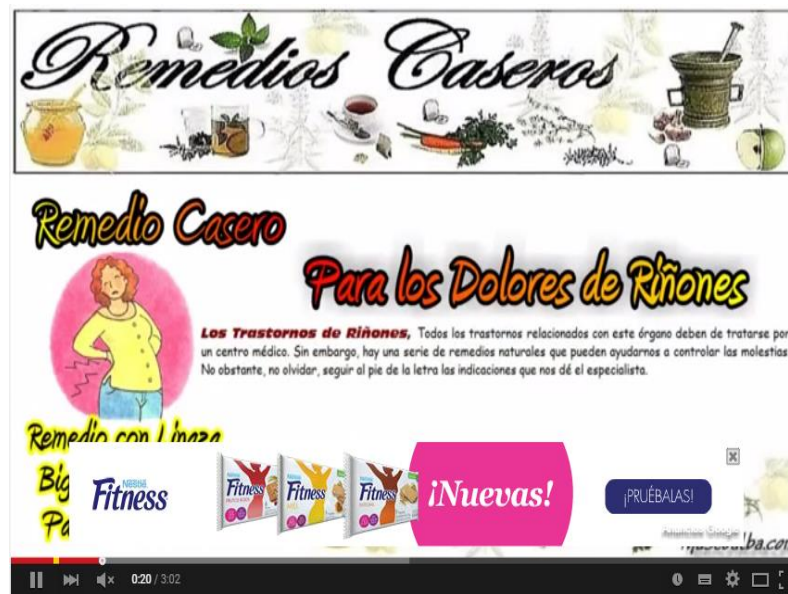 Remedios Caseros
Remedio Casero
Para los Dolores de Riñones
Los Trastornos de Riñones, Todos los trastornos relacionados con este órgano deben de tratarse por
un centro médico. Sin embargo, hay una serie de remedios naturales que pueden ayudarnos a controlar las molestias
No obstante, no olvidar, seguir al pie de la letra las indicaciones que nos dé el especialista.
Remedio con Linaza
Nestlé
Fitness
Fitness
Fitness
Fitness
¡Nuevas!
¡PRUÉBALAS!
Anuncios Google
0:20 / 3:02